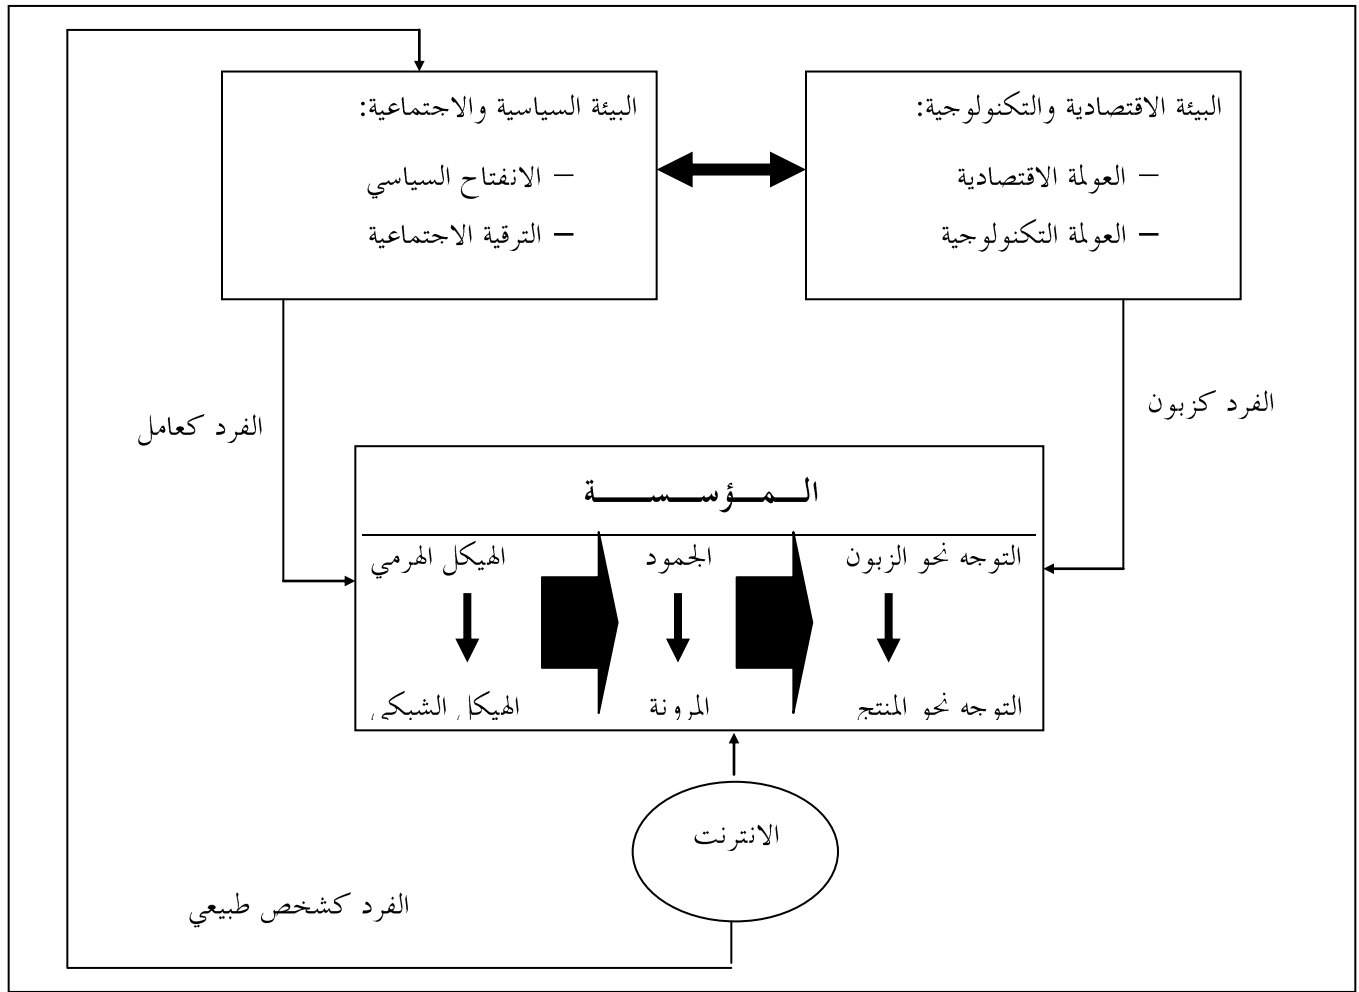 البيئة الاقتصادية والتكنولوجية:
– العولمة الاقتصادية
– العولمة التكنولوجية
البيئة السياسية والاجتماعية:
– الانفتاح السياسي
– الترقية الاجتماعية
الفرد كزبون
الفرد كعامل
الـمـؤسـسـة
التوجه نحو الزبون
التوجه نحو المنتج
الجمود
المرونة
الهيكل الهرمي
الهيكل الشبكي
الانترنت
الفرد كشخص طبيعي